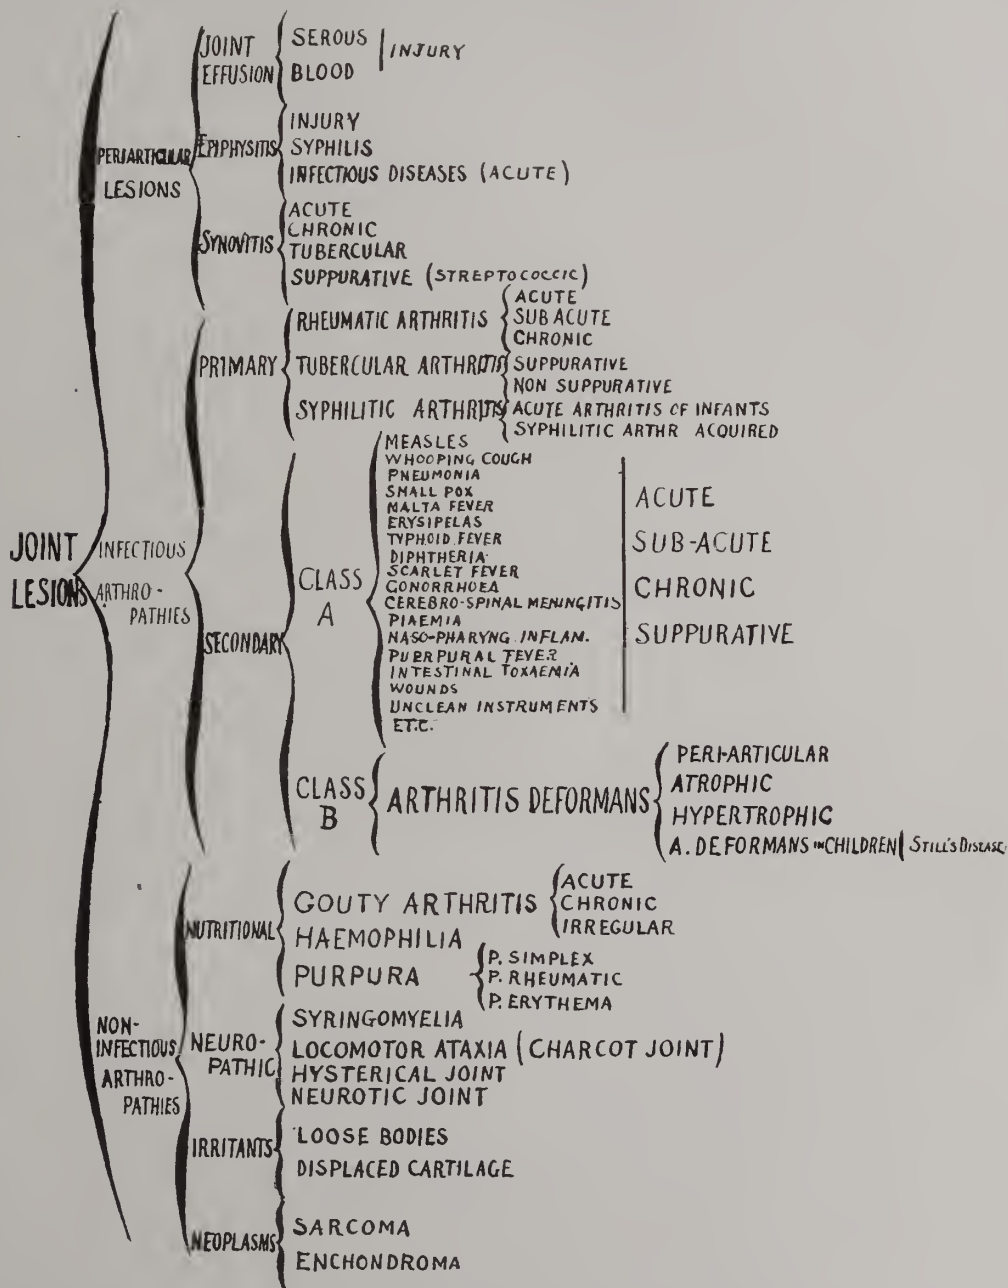 JOINT
LESIONS
PERIARTICULAR
LESIONS
JOINT
EFFUSION
SEROUS
BLOOD
INJURY
EPIPHYSITIS
INJURY
SYPHILIS
INFECTIOUS DISEASES (ACUTE)
SYNOVITIS
ACUTE
CHRONIC
TUBERCULAR
SUPPURATIVE (STREPTOCOCCIC)
INFECTIOUS
ARTHRO-
PATHIES
PRIMARY
RHEUMATIC ARTHRITIS
ACUTE
SUB ACUTE
CHRONIC
TUBERCULAR ARTHRITIS
SUPPURATIVE
NON SUPPURATIVE
SYPHILITIC ARTHRITIS
ACUTE ARTHRITIS OF INFANTS
SYPHILITIC ARTHR ACQUIRED
SECONDARY
CLASS
A
MEASLES
WHOOPING COUGH
PNEUMONIA
SMALL POX
MALTA FEVER
ERYSIPELAS
TYPHOID FEVER
DIPHTHERIA
SCARLET FEVER
GONORRHOEA
CEREBRO-SPINAL MENINGITIS
PIAEMIA
NASO-PHARYNG. INFLAM.
PUERPURAL FEVER
INTESTINAL TOXAEMIA
WOUNDS
UNCLEAN INSTRUMENTS
ETC.
ACUTE
SUB-ACUTE
CHRONIC
SUPPURATIVE
CLASS
B
ARTHRITIS DEFORMANS
PERI-ARTICULAR
ATROPHIC
HYPERTROPHIC
A. DEFORMANS IN CHILDREN STILL'S DISEASE
NON-
INFECTIOUS
ARTHRO-
PATHIES
NUTRITIONAL
GOUTY ARTHRITIS
ACUTE
CHRONIC
IRREGULAR
HAEMOPHILIA
PURPURA
P. SIMPLEX
P. RHEUMATIC
P. ERYTHEMA
NEURO-
PATHIC
SYRINGOMYELIA
LOCOMOTOR ATAXIA (CHARCOT JOINT)
HYSTERICAL JOINT
NEUROTIC JOINT
IRRITANTS
LOOSE BODIES
DISPLACED CARTILAGE
NEOPLASMS
SARCOMA
ENCHONDROMA